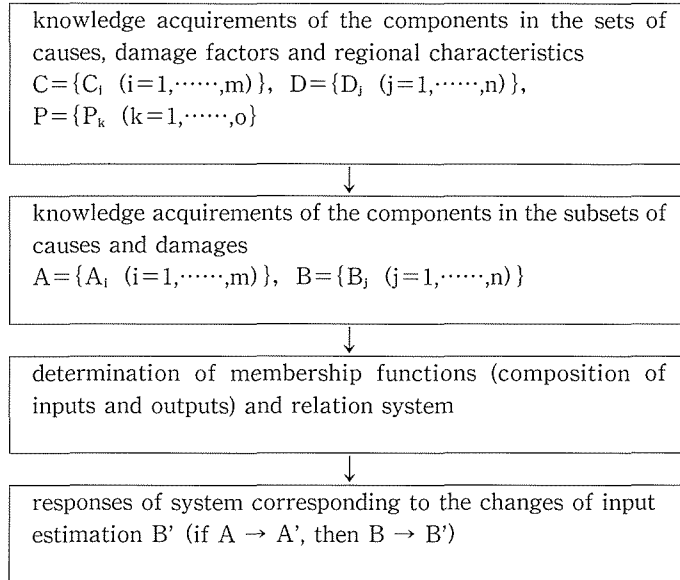 knowledge acquirements of the components in the sets of
causes, damage factors and regional characteristics
C={Cᵢ (i=1,······,m)}, D={Dⱼ (j=1,······,n)},
P={Pₖ (k=1,······,o}
↓
knowledge acquirements of the components in the subsets of
causes and damages
A={Aᵢ (i=1,······,m)}, B={Bⱼ (j=1,······,n)}
↓
determination of membership functions (composition of
inputs and outputs) and relation system
↓
responses of system corresponding to the changes of input
estimation B' (if A → A', then B → B')